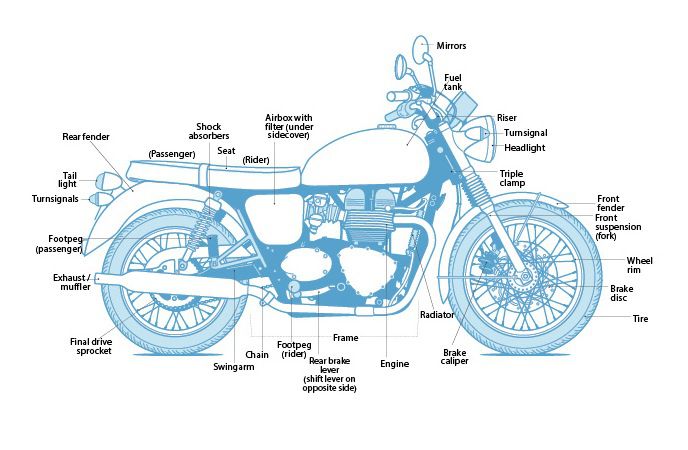 Mirrors
Fuel
tank
Riser
Turnsignal
Headlight
Triple
clamp
Airbox with
filter (under
sidecover)
Shock
absorbers
Seat
(Passenger)
(Rider)
Rear fender
Tail
light
Turnsignals
Footpeg
(passenger)
Exhaust /
muffler
Final drive
sprocket
Swingarm
Chain
Footpeg
(rider)
Rear brake
lever
(shift lever on
opposite side)
Frame
Engine
Radiator
Brake
caliper
Front
fender
Front
suspension
(fork)
Wheel
rim
Brake
disc
Tire